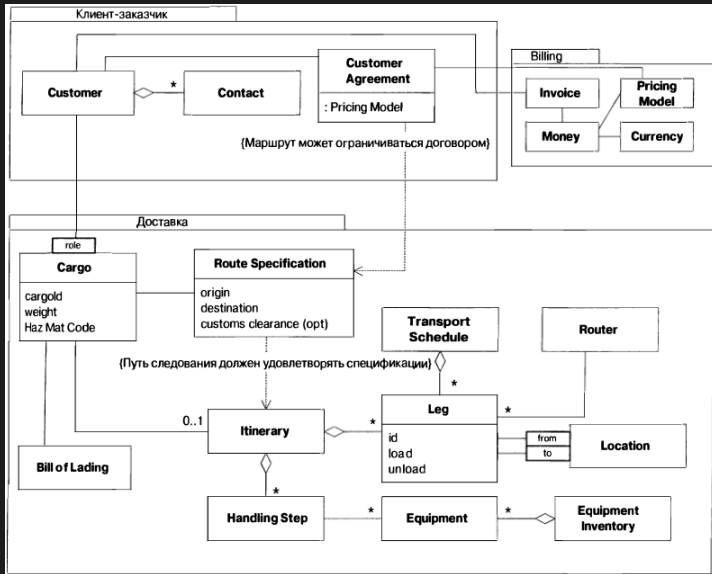 Клиент-заказчик
Customer
*
Contact
Customer
Agreement
: Pricing Model
Billing
Invoice
Pricing
Model
Money
Currency
{Маршрут может ограничиваться договором}
Доставка
role
Cargo
cargoId
weight
Haz Mat Code
Route Specification
origin
destination
customs clearance (opt)
Transport
Schedule
Router
{Путь следования должен удовлетворять спецификации}
*
*
0..1
Itinerary
*
Leg
id
load
unload
from
to
Location
Bill of Lading
*
Handling Step
*
Equipment
*
Equipment
Inventory